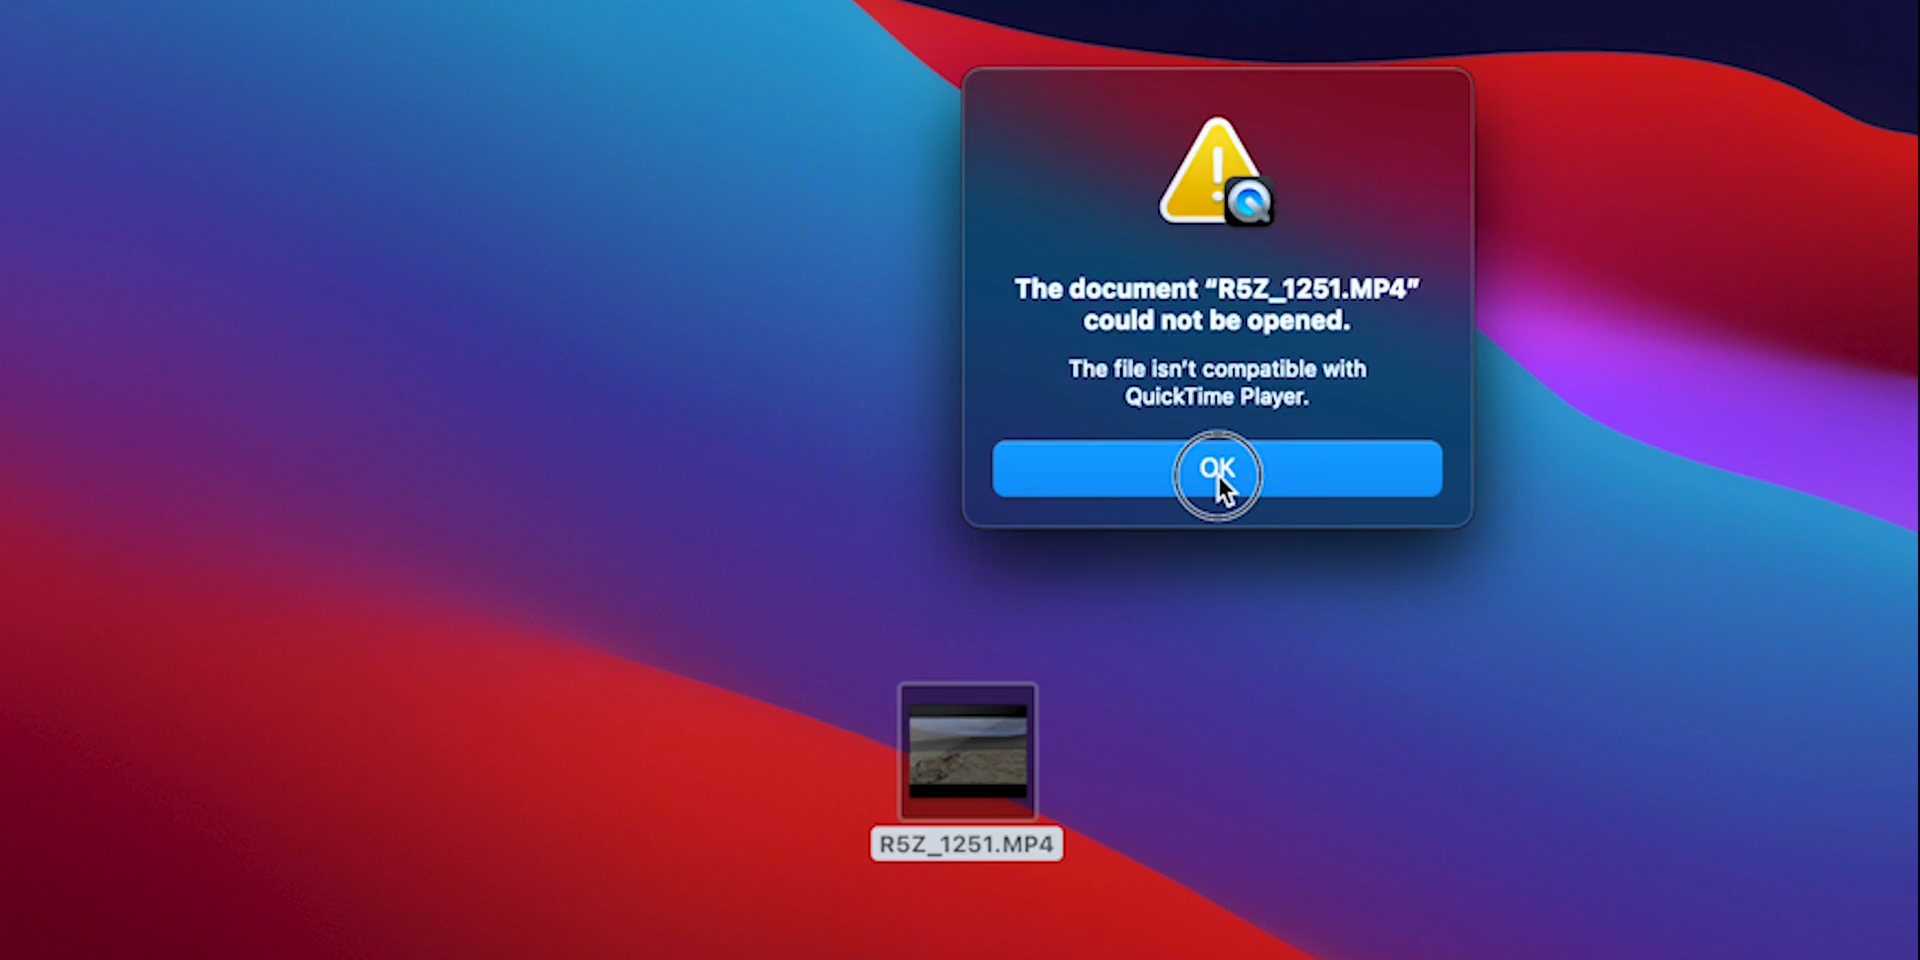 The document “R5Z_1251.MP4”
could not be opened.
The file isn’t compatible with
QuickTime Player.
OK
R5Z_1251.MP4